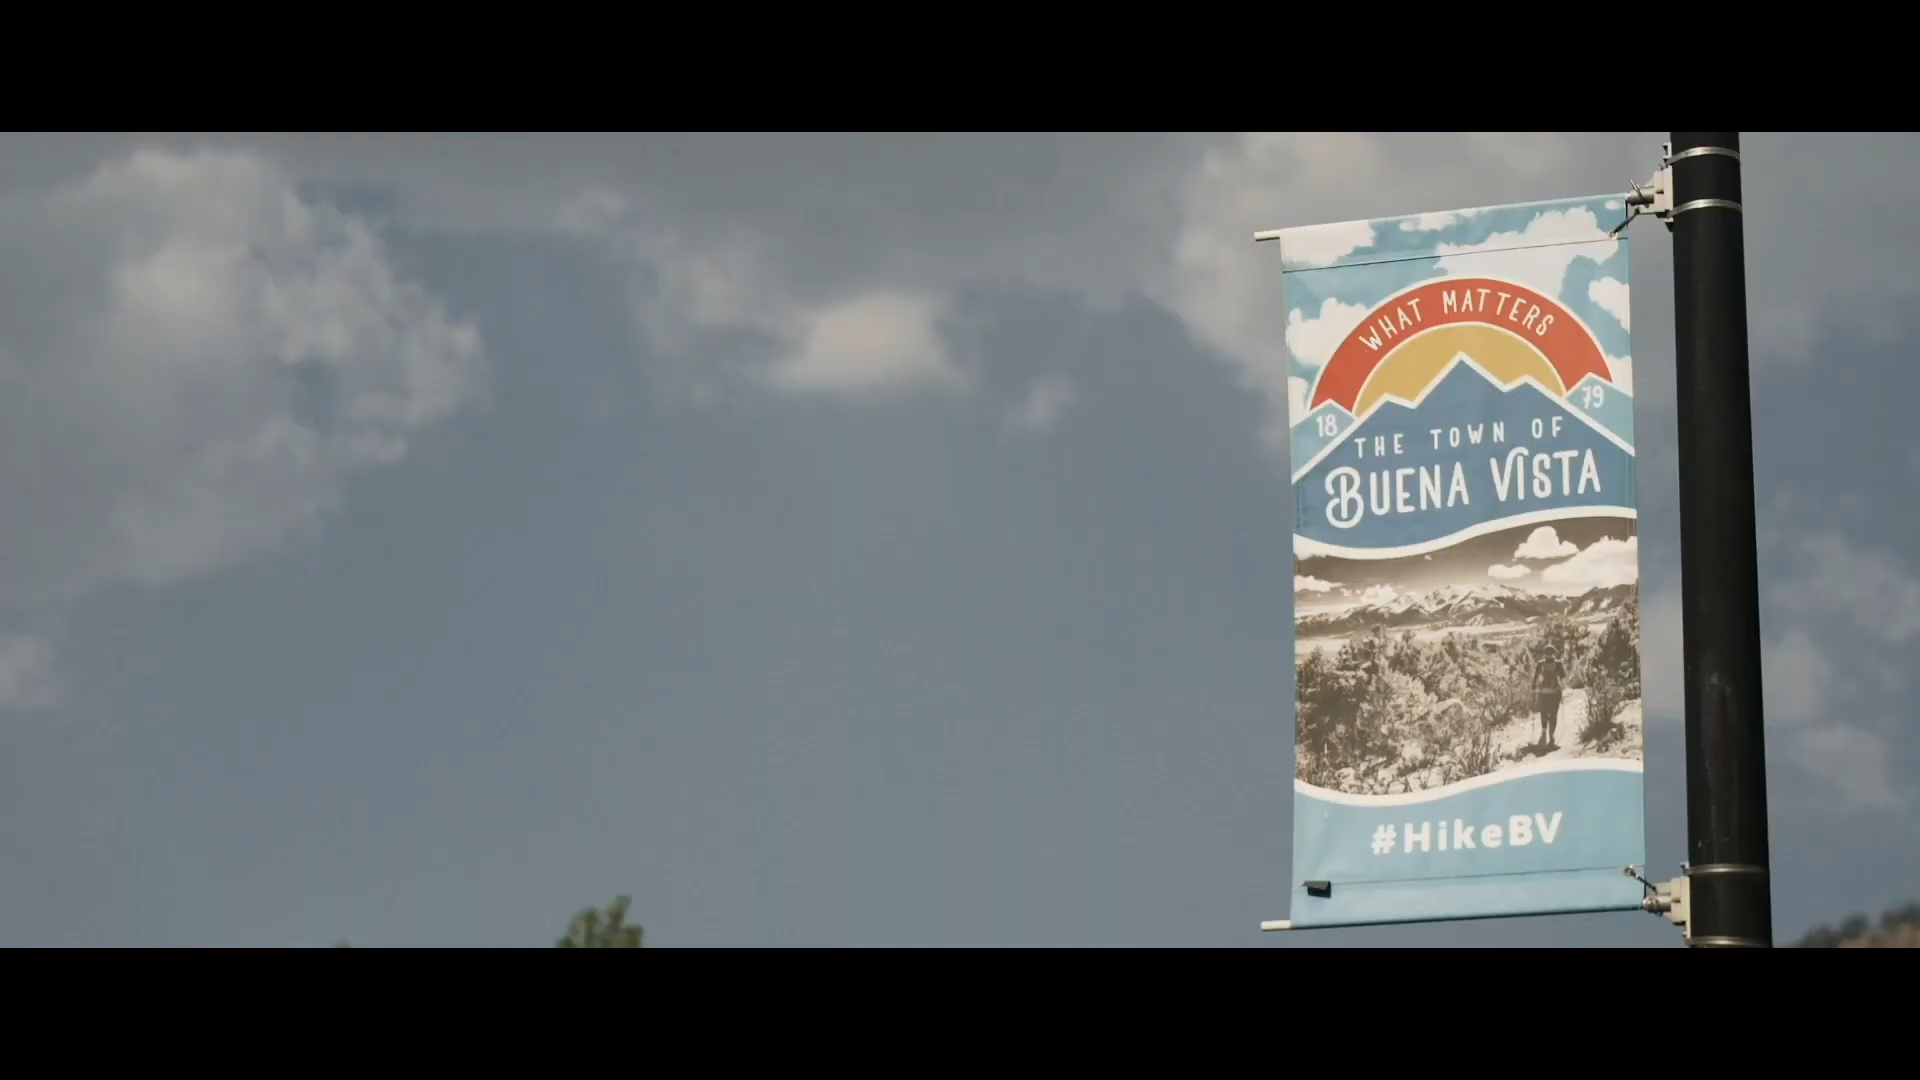 WHAT MATTERS
18 79
THE TOWN OF
BUENA VISTA
#HikeBV